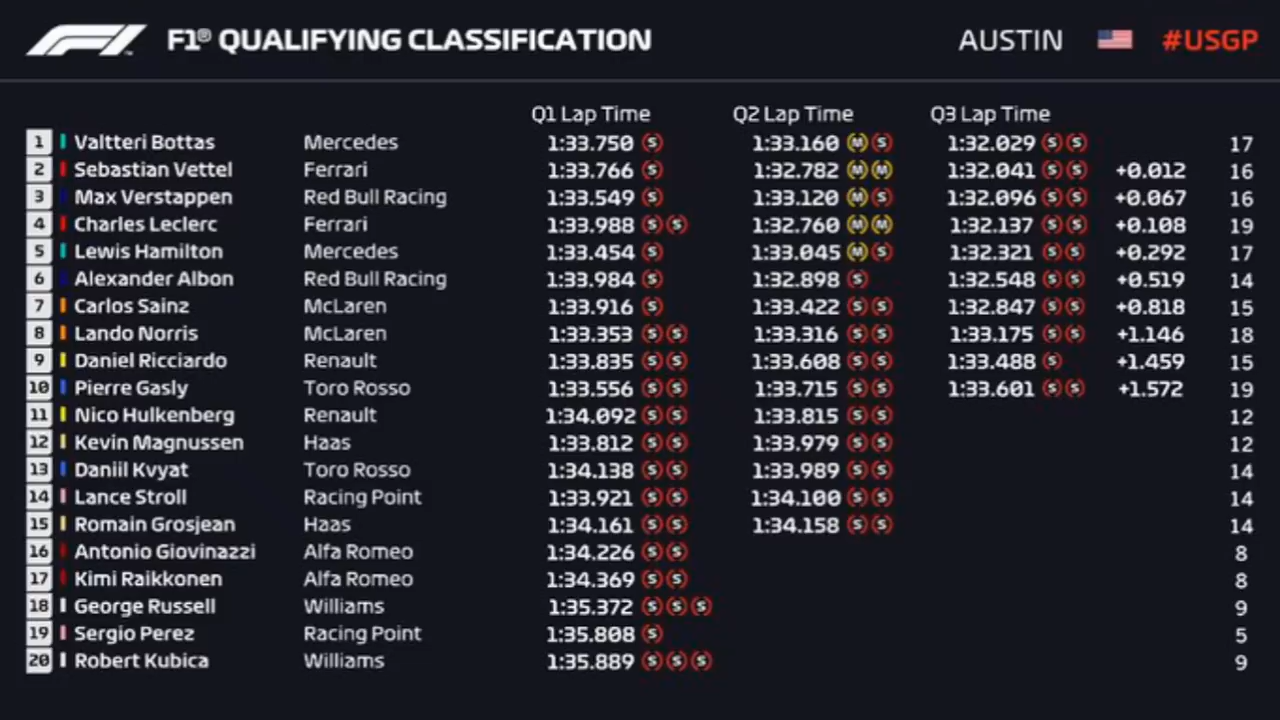 F1® QUALIFYING CLASSIFICATION AUSTIN #USGP
Q1 Lap Time Q2 Lap Time Q3 Lap Time
1 Valtteri Bottas Mercedes 1:33.750 S 1:33.160 M S 1:32.029 S S 17
2 Sebastian Vettel Ferrari 1:33.766 S 1:32.782 M M 1:32.041 S S +0.012 16
3 Max Verstappen Red Bull Racing 1:33.549 S 1:33.120 M S 1:32.096 S S +0.067 16
4 Charles Leclerc Ferrari 1:33.988 S S 1:32.760 M M 1:32.137 S S +0.108 19
5 Lewis Hamilton Mercedes 1:33.454 S 1:33.045 M S 1:32.321 S S +0.292 17
6 Alexander Albon Red Bull Racing 1:33.984 S 1:32.898 S 1:32.548 S S +0.519 14
7 Carlos Sainz McLaren 1:33.916 S 1:33.422 S S 1:32.847 S S +0.818 15
8 Lando Norris McLaren 1:33.353 S S 1:33.316 S S 1:33.175 S S +1.146 18
9 Daniel Ricciardo Renault 1:33.835 S S 1:33.608 S S 1:33.488 S +1.459 15
10 Pierre Gasly Toro Rosso 1:33.556 S S 1:33.715 S S 1:33.601 S S +1.572 19
11 Nico Hulkenberg Renault 1:34.092 S S 1:33.815 S S 12
12 Kevin Magnussen Haas 1:33.812 S S 1:33.979 S S 12
13 Daniil Kvyat Toro Rosso 1:34.138 S S 1:33.989 S S 14
14 Lance Stroll Racing Point 1:33.921 S S 1:34.100 S S 14
15 Romain Grosjean Haas 1:34.161 S S 1:34.158 S S 14
16 Antonio Giovinazzi Alfa Romeo 1:34.226 S S 8
17 Kimi Raikkonen Alfa Romeo 1:34.369 S S 8
18 George Russell Williams 1:35.372 S S S 9
19 Sergio Perez Racing Point 1:35.808 S 5
20 Robert Kubica Williams 1:35.889 S S S 9